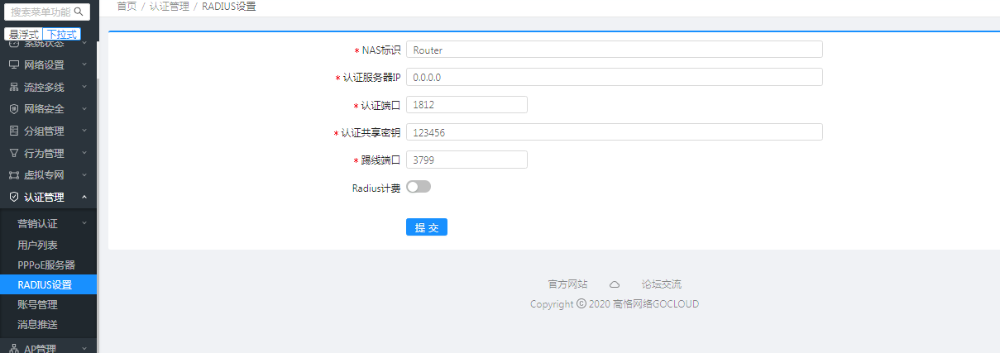 搜索菜单功能
悬浮式 下拉式
系统状态
网络设置
流控多线
网络安全
分组管理
行为管理
虚拟专网
认证管理
营销认证
用户列表
PPPoE服务器
RADIUS设置
账号管理
消息推送
AP管理
首页 / 认证管理 / RADIUS设置
* NAS标识 Router
* 认证服务器IP 0.0.0.0
* 认证端口 1812
* 认证共享密钥 123456
* 踢线端口 3799
Radius计费
提 交
官方网站 论坛交流
Copyright © 2020 高恪网络GOCLOUD